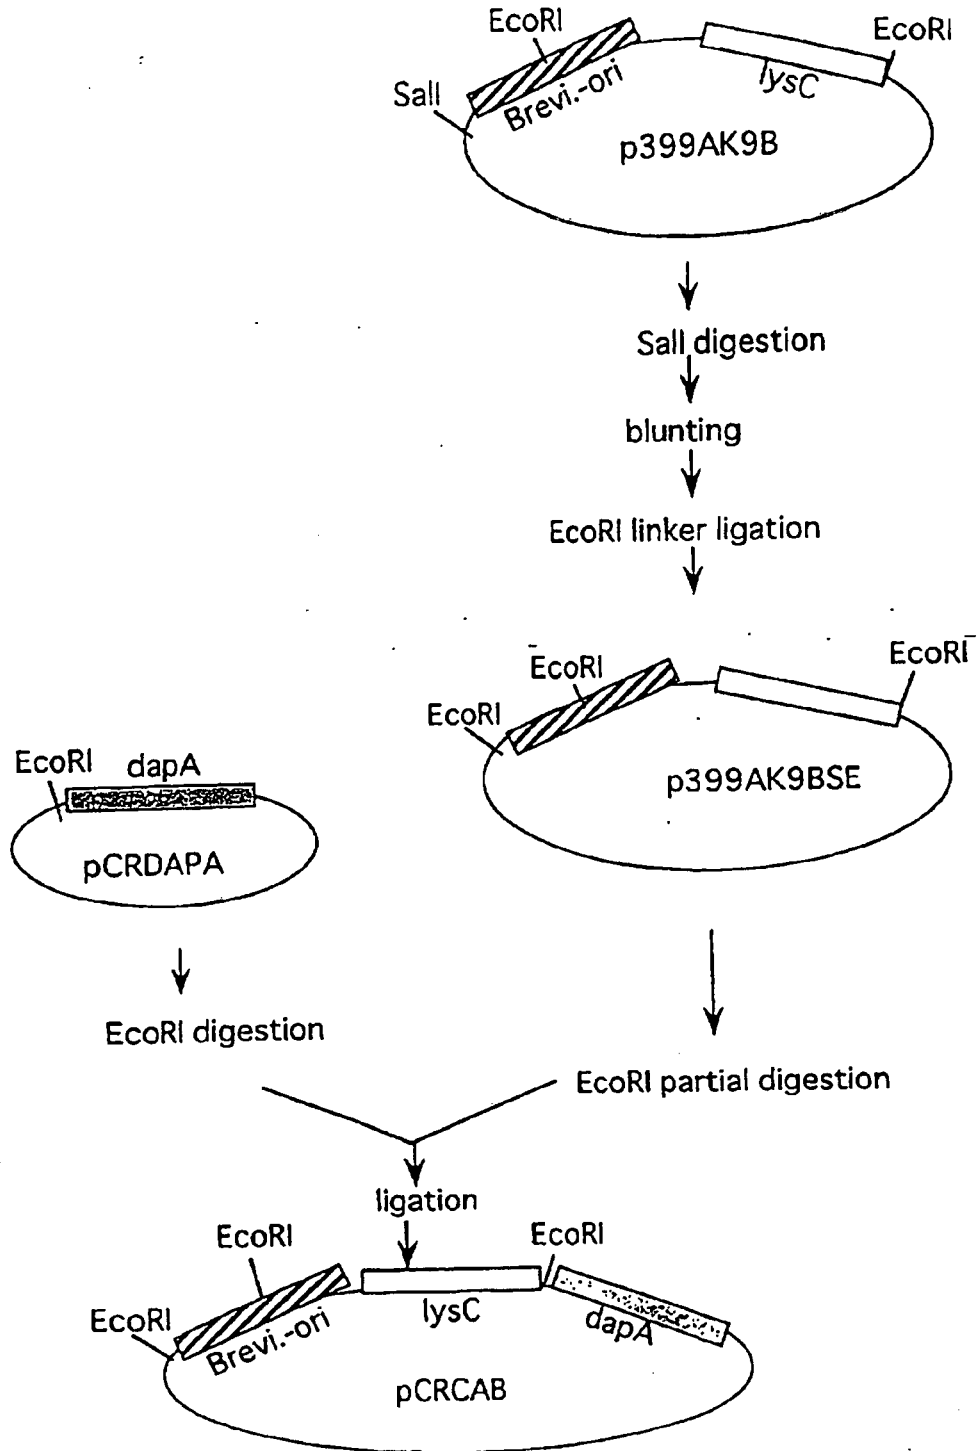 EcoRI
EcoRI
SalI
Brevi.-ori
lysC
p399AK9B
SalI digestion
blunting
EcoRI linker ligation
EcoRI
EcoRI
EcoRI
p399AK9BSE
EcoRI
dapA
pCRDAPA
EcoRI digestion
EcoRI partial digestion
ligation
EcoRI
EcoRI
EcoRI
Brevi.-ori
lysC
dapA
pCRCAB